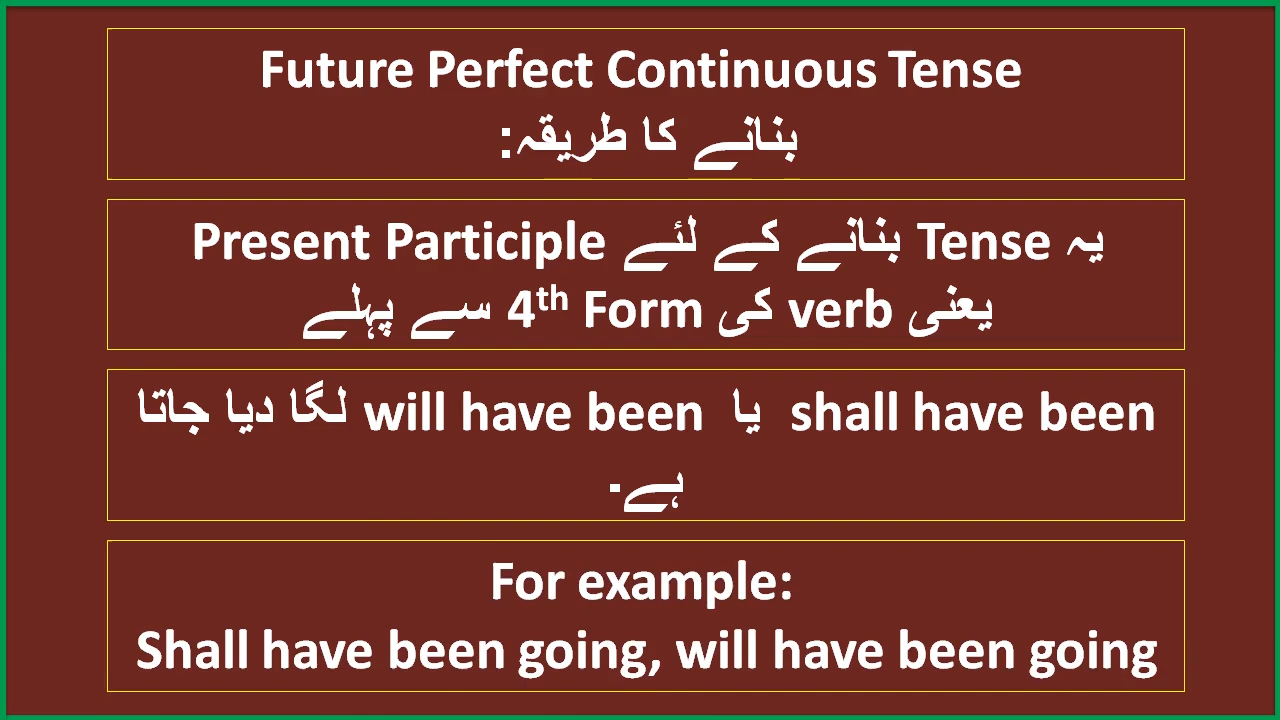 Future Perfect Continuous Tense
بنانے کا طریقہ:
یہ Tense بنانے کے لئے Present Participle
یعنی verb کی 4th Form سے پہلے
shall have been یا will have been لگا دیا جاتا
ہے۔
For example:
Shall have been going, will have been going